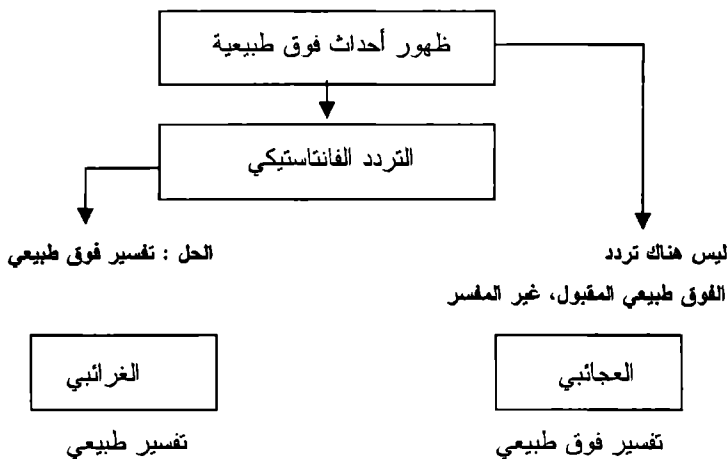 ظهور أحداث فوق طبيعية
التردد الفانتاستيكي
ليس هناك تردد
الحل : تفسير فوق طبيعي
الفوق طبيعي المقبول، غير المفسر
العجائبي
الغرائبي
تفسير فوق طبيعي
تفسير طبيعي